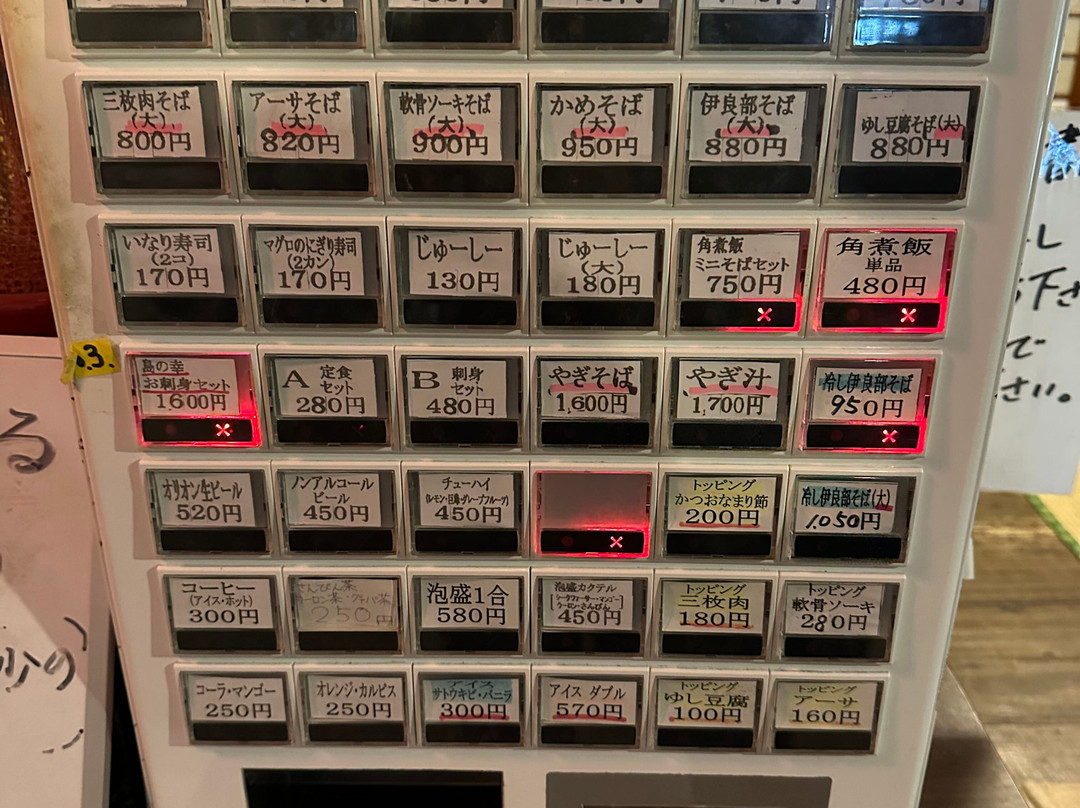 三枚肉そば
(大)
800円
アーサそば
(大)
820円
軟骨ソーキそば
(大)
900円
かめそば
(大)
950円
伊良部そば
(大)
880円
ゆし豆腐そば(大)
880円
いなり寿司
(2コ)
170円
マグロのにぎり寿司
(2カン)
170円
じゅーしー
130円
じゅーしー
(大)
180円
角煮飯
ミニそばセット
750円
角煮飯
単品
480円
島の幸
お刺身セット
1600円
A 定食
セット
280円
B 刺身
セット
480円
やぎそば
1,600円
やぎ汁
1,700円
冷し伊良部そば
950円
オリオン生ビール
520円
ノンアルコール
ビール
450円
チューハイ
(レモン・巨峰・グレープフルーツ)
450円
トッピング
かつおなまり節
200円
冷し伊良部そば(大)
1,050円
コーヒー
(アイス・ホット)
300円
さんぴん茶
250円
泡盛1合
580円
泡盛カクテル
450円
トッピング
三枚肉
180円
トッピング
軟骨ソーキ
280円
コーラ・マンゴー
250円
オレンジ・カルピス
250円
アイス
サトウキビ・バニラ
300円
アイス ダブル
570円
トッピング
ゆし豆腐
100円
トッピング
アーサ
160円